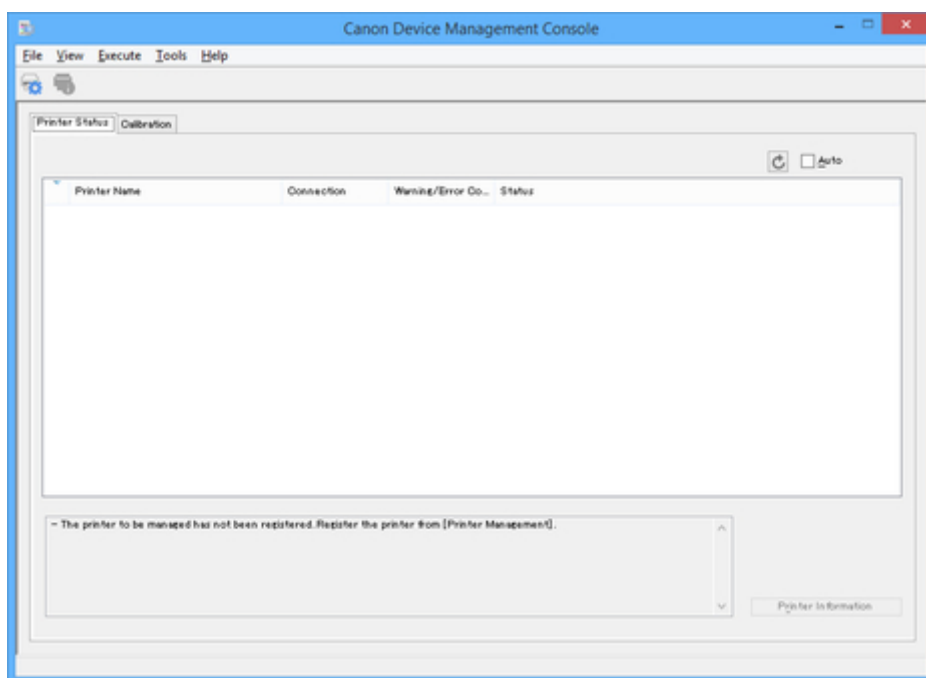 Canon Device Management Console
File View Execute Tools Help
Printer Status Calibration
Auto
Printer Name Connection Warning/Error Co... Status
- The printer to be managed has not been registered.Register the printer from [Printer Management].
Printer Information